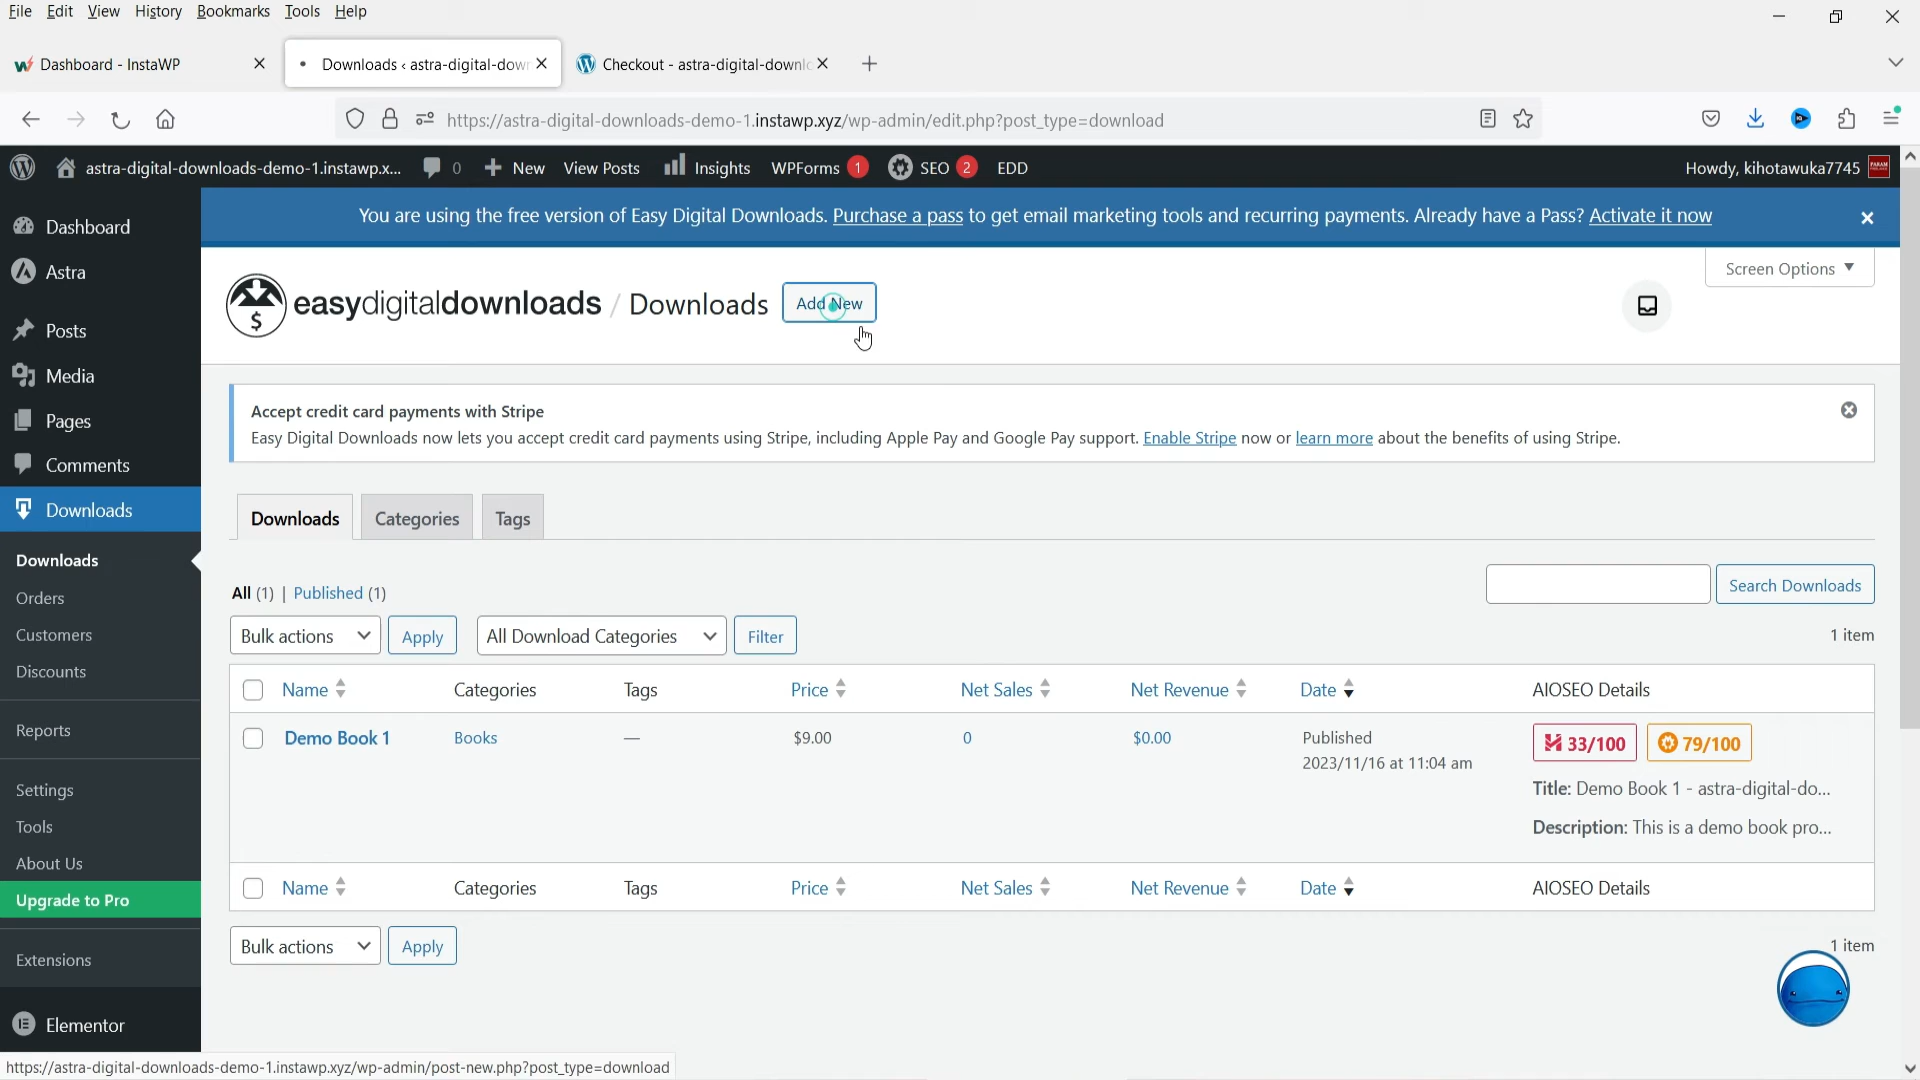 File Edit View History Bookmarks Tools Help
Dashboard - InstaWP
Downloads ‹ astra-digital-down
Checkout - astra-digital-downlo
https://astra-digital-downloads-demo-1.instawp.xyz/wp-admin/edit.php?post_type=download
astra-digital-downloads-demo-1.instawp.x... 0 New View Posts Insights WPForms 1 SEO 2 EDD Howdy, kihotawuka7745
You are using the free version of Easy Digital Downloads. Purchase a pass to get email marketing tools and recurring payments. Already have a Pass? Activate it now
Dashboard
Astra
Posts
Media
Pages
Comments
Downloads
Downloads
Orders
Customers
Discounts
Reports
Settings
Tools
About Us
Upgrade to Pro
Extensions
Elementor
Screen Options
easydigitaldownloads / Downloads Add New
Accept credit card payments with Stripe
Easy Digital Downloads now lets you accept credit card payments using Stripe, including Apple Pay and Google Pay support. Enable Stripe now or learn more about the benefits of using Stripe.
Downloads Categories Tags
All (1) | Published (1)
Search Downloads
Bulk actions Apply All Download Categories Filter 1 item
Name Categories Tags Price Net Sales Net Revenue Date AIOSEO Details
Demo Book 1 Books — $9.00 0 $0.00 Published 33/100 79/100
2023/11/16 at 11:04 am
Title: Demo Book 1 - astra-digital-do...
Description: This is a demo book pro...
Name Categories Tags Price Net Sales Net Revenue Date AIOSEO Details
Bulk actions Apply 1 item
https://astra-digital-downloads-demo-1.instawp.xyz/wp-admin/post-new.php?post_type=download